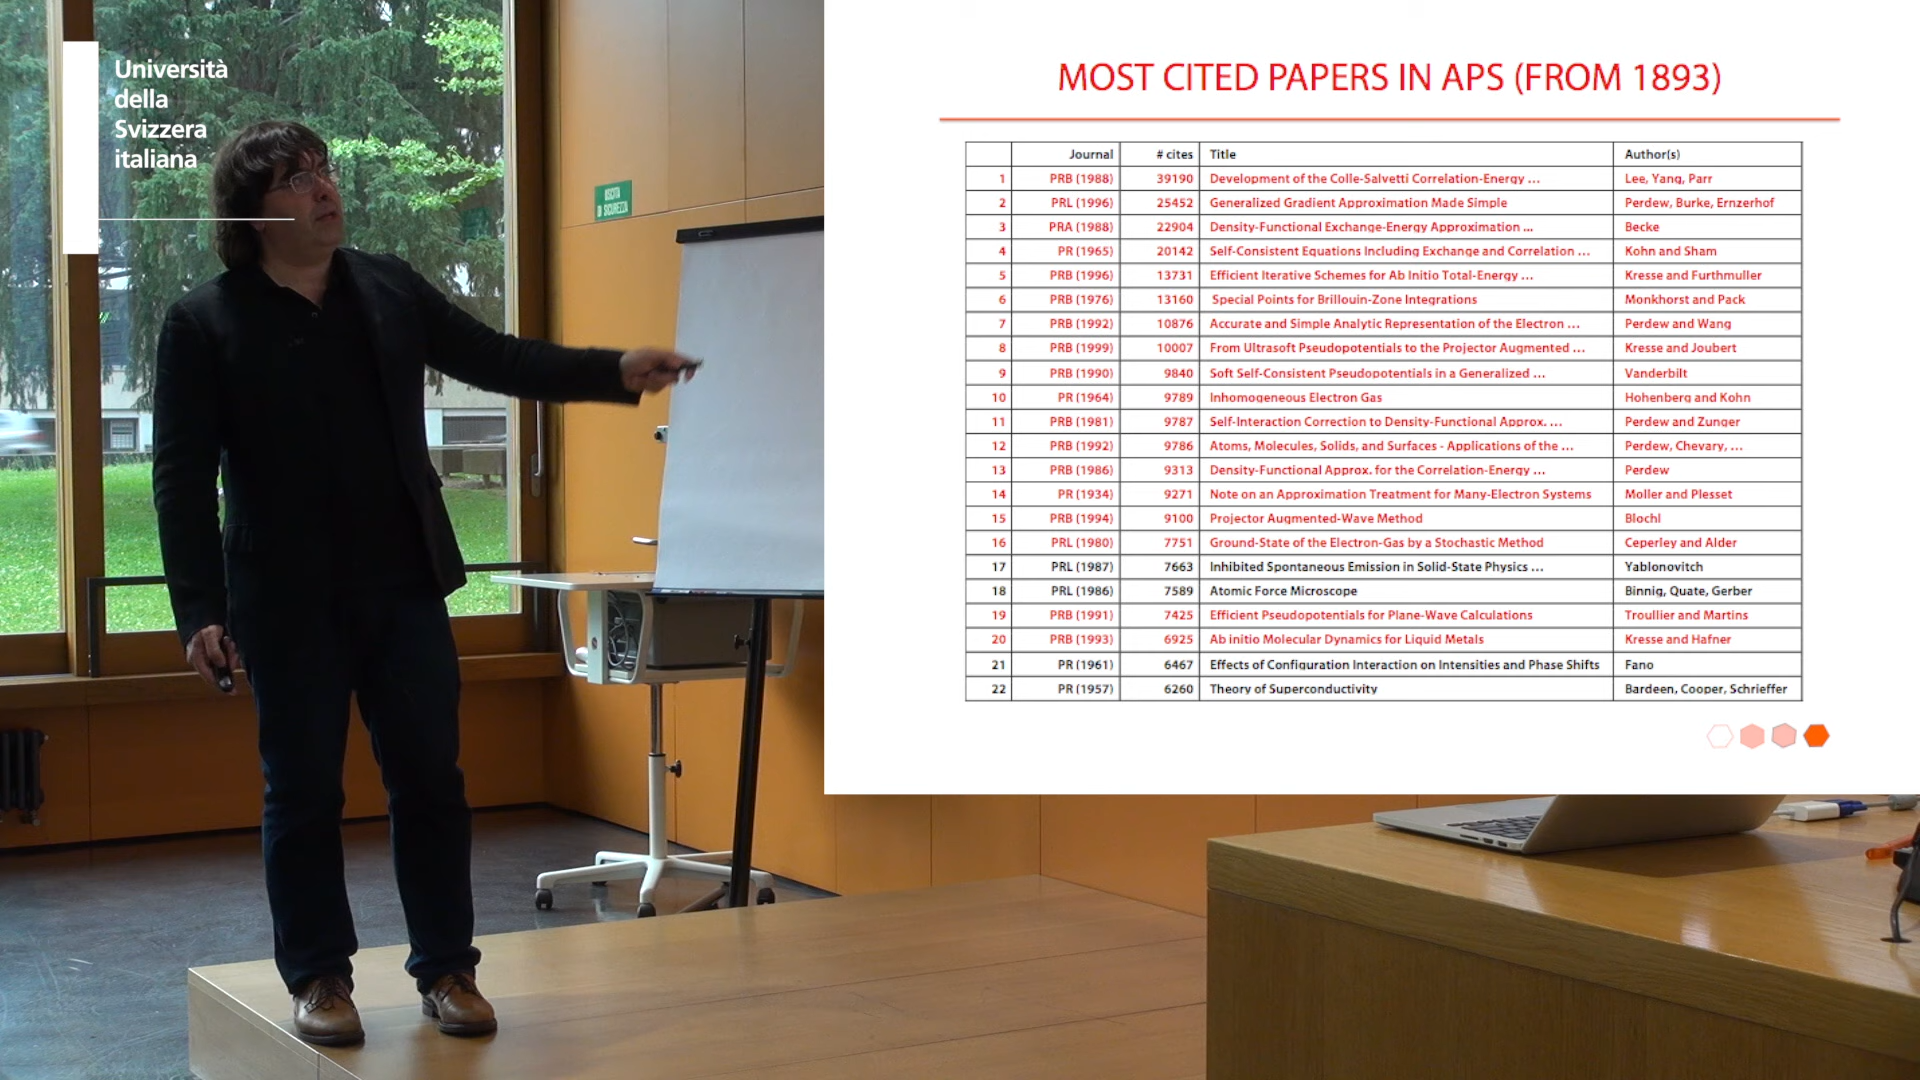 Università
della
Svizzera
italiana
USCITA
DI SICUREZZA
MOST CITED PAPERS IN APS (FROM 1893)
Journal # cites Title Author(s)
1 PRB (1988) 39190 Development of the Colle-Salvetti Correlation-Energy ... Lee, Yang, Parr
2 PRL (1996) 25452 Generalized Gradient Approximation Made Simple Perdew, Burke, Ernzerhof
3 PRA (1988) 22904 Density-Functional Exchange-Energy Approximation ... Becke
4 PR (1965) 20142 Self-Consistent Equations Including Exchange and Correlation ... Kohn and Sham
5 PRB (1996) 13731 Efficient Iterative Schemes for Ab Initio Total-Energy ... Kresse and Furthmuller
6 PRB (1976) 13160 Special Points for Brillouin-Zone Integrations Monkhorst and Pack
7 PRB (1992) 10876 Accurate and Simple Analytic Representation of the Electron ... Perdew and Wang
8 PRB (1999) 10007 From Ultrasoft Pseudopotentials to the Projector Augmented ... Kresse and Joubert
9 PRB (1990) 9840 Soft Self-Consistent Pseudopotentials in a Generalized ... Vanderbilt
10 PR (1964) 9789 Inhomogeneous Electron Gas Hohenberg and Kohn
11 PRB (1981) 9787 Self-Interaction Correction to Density-Functional Approx. ... Perdew and Zunger
12 PRB (1992) 9786 Atoms, Molecules, Solids, and Surfaces - Applications of the ... Perdew, Chevary, ...
13 PRB (1986) 9313 Density-Functional Approx. for the Correlation-Energy ... Perdew
14 PR (1934) 9271 Note on an Approximation Treatment for Many-Electron Systems Moller and Plesset
15 PRB (1994) 9100 Projector Augmented-Wave Method Blochl
16 PRL (1980) 7751 Ground-State of the Electron-Gas by a Stochastic Method Ceperley and Alder
17 PRL (1987) 7663 Inhibited Spontaneous Emission in Solid-State Physics ... Yablonovitch
18 PRL (1986) 7589 Atomic Force Microscope Binnig, Quate, Gerber
19 PRB (1991) 7425 Efficient Pseudopotentials for Plane-Wave Calculations Troullier and Martins
20 PRB (1993) 6925 Ab initio Molecular Dynamics for Liquid Metals Kresse and Hafner
21 PR (1961) 6467 Effects of Configuration Interaction on Intensities and Phase Shifts Fano
22 PR (1957) 6260 Theory of Superconductivity Bardeen, Cooper, Schrieffer